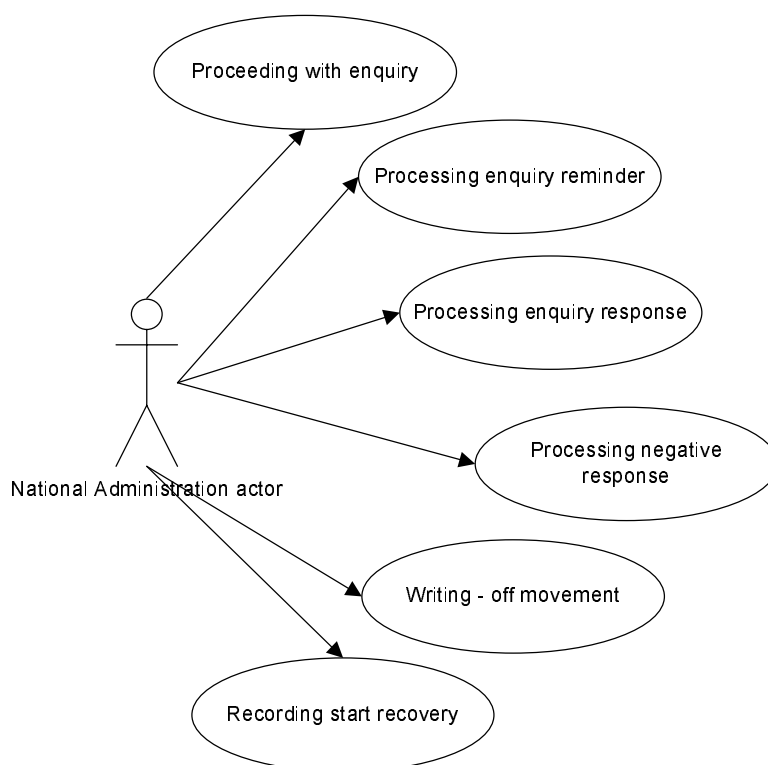 Proceeding with enquiry
Processing enquiry reminder
Processing enquiry response
Processing negative
response
National Administration actor
Writing - off movement
Recording start recovery